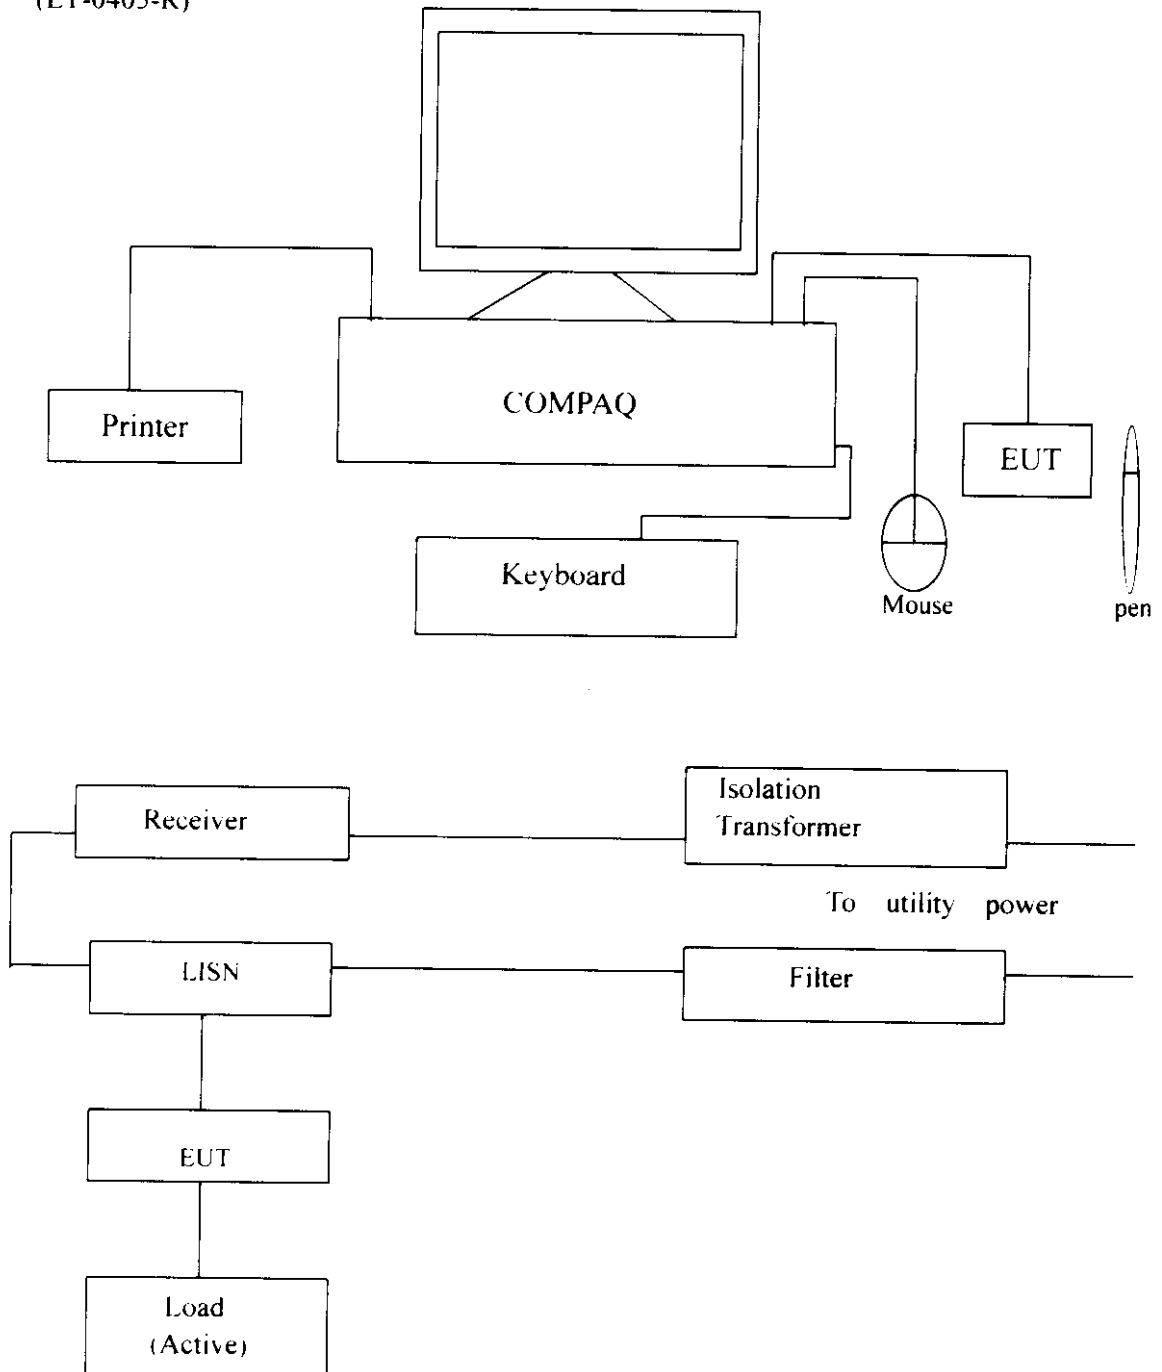 COMPAQ
Printer
EUT
Keyboard
Mouse
pen
Receiver
Isolation
Transformer
To utility power
LISN
Filter
EUT
Load
(Active)